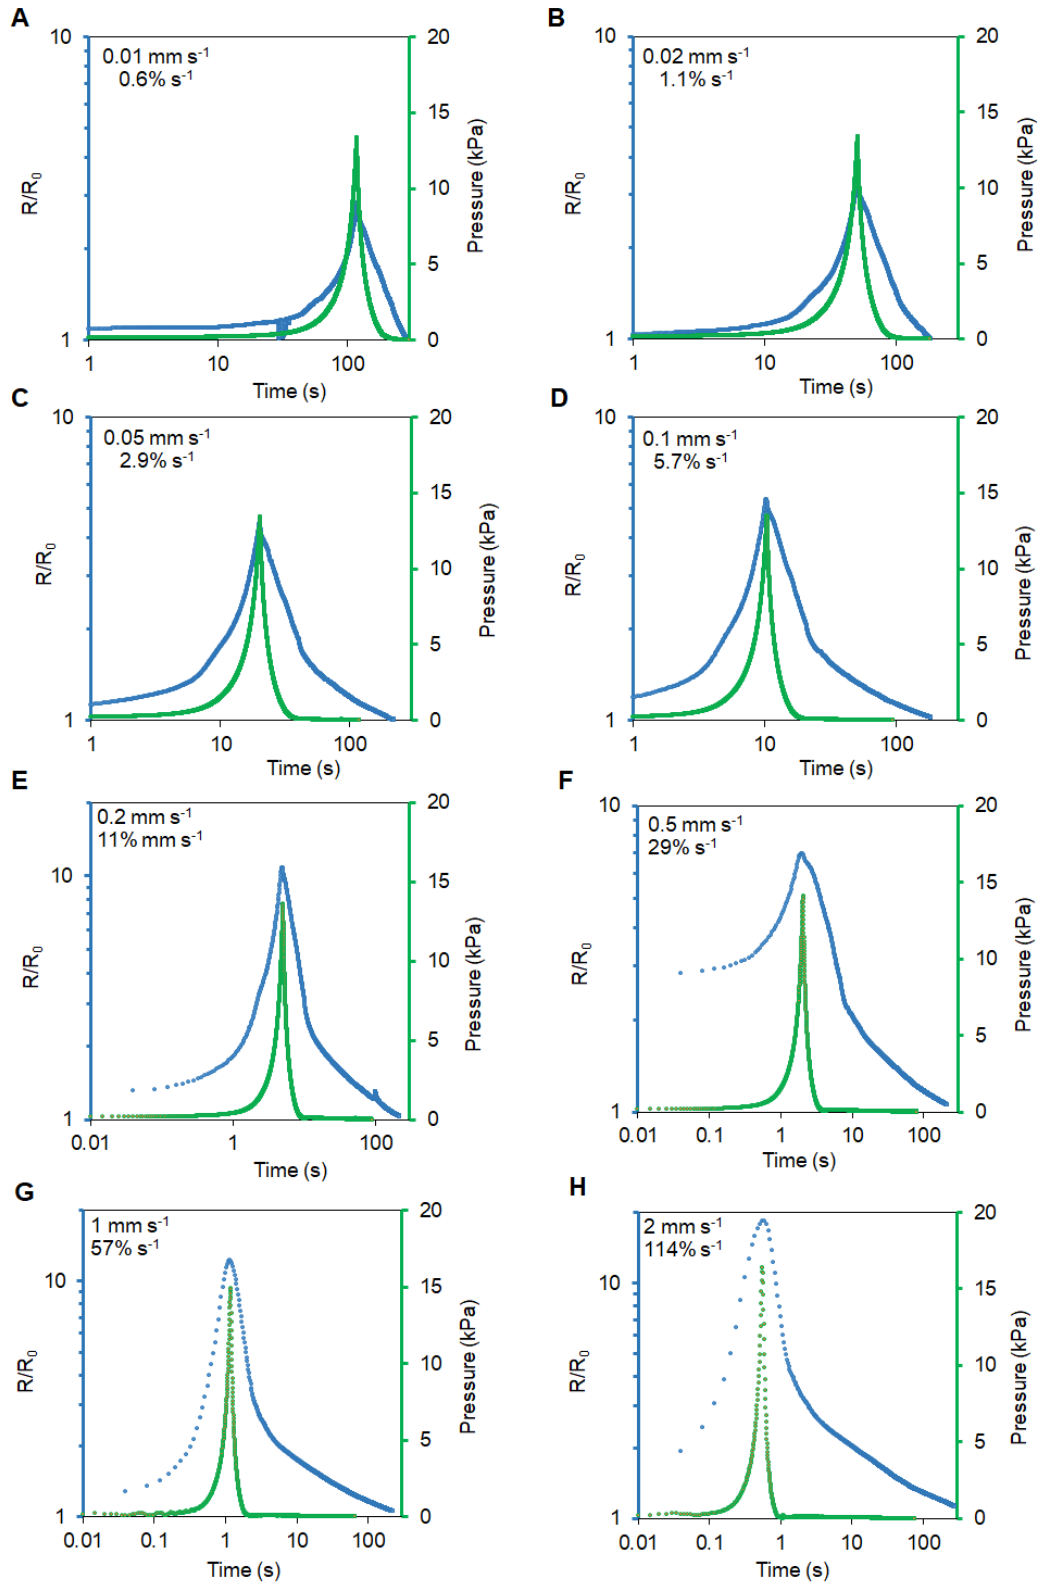 A
10
0.01 mm s⁻¹
0.6% s⁻¹
R/R₀
1
1 10 100
Time (s)
20
15
10
5
0
Pressure (kPa)
B
10
0.02 mm s⁻¹
1.1% s⁻¹
R/R₀
1
1 10 100
Time (s)
20
15
10
5
0
Pressure (kPa)
C
10
0.05 mm s⁻¹
2.9% s⁻¹
R/R₀
1
1 10 100
Time (s)
20
15
10
5
0
Pressure (kPa)
D
10
0.1 mm s⁻¹
5.7% s⁻¹
R/R₀
1
1 10 100
Time (s)
20
15
10
5
0
Pressure (kPa)
E
0.2 mm s⁻¹
11% mm s⁻¹
10
R/R₀
1
0.01 1 100
Time (s)
20
15
10
5
0
Pressure (kPa)
F
10
0.5 mm s⁻¹
29% s⁻¹
R/R₀
1
0.01 0.1 1 10 100
Time (s)
20
15
10
5
0
Pressure (kPa)
G
1 mm s⁻¹
57% s⁻¹
10
R/R₀
1
0.01 0.1 1 10 100
Time (s)
20
15
10
5
0
Pressure (kPa)
H
2 mm s⁻¹
114% s⁻¹
10
R/R₀
1
0.01 0.1 1 10 100
Time (s)
20
15
10
5
0
Pressure (kPa)